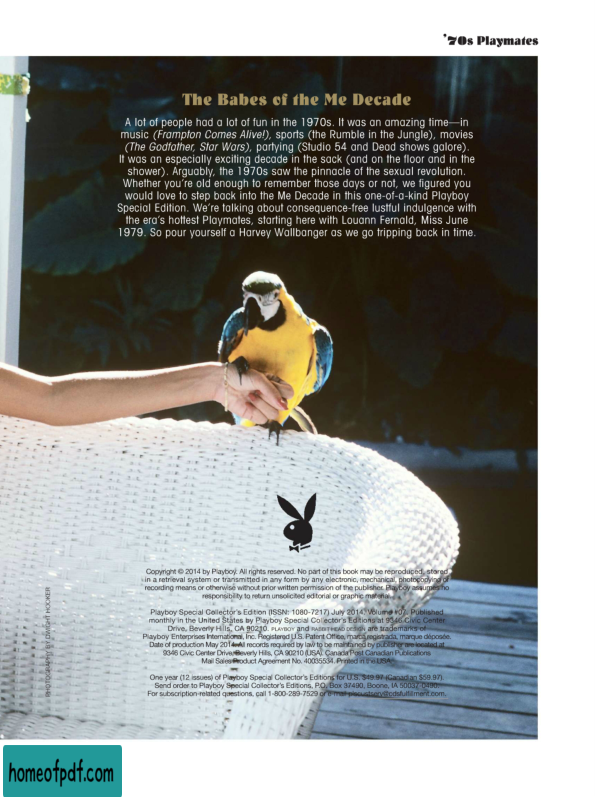 '70s Playmates
The Babes of the Me Decade
A lot of people had a lot of fun in the 1970s. It was an amazing time—in
music (Frampton Comes Alive!), sports (the Rumble in the Jungle), movies
(The Godfather, Star Wars), partying (Studio 54 and Dead shows galore).
It was an especially exciting decade in the sack (and on the floor and in the
shower). Arguably, the 1970s saw the pinnacle of the sexual revolution.
Whether you're old enough to remember those days or not, we figured you
would love to step back into the Me Decade in this one-of-a-kind Playboy
Special Edition. We're talking about consequence-free lustful indulgence with
the era's hottest Playmates, starting here with Louann Fernald, Miss June
1979. So pour yourself a Harvey Wallbanger as we go tripping back in time.
Copyright © 2014 by Playboy. All rights reserved. No part of this book may be reproduced, stored
in a retrieval system or transmitted in any form by any electronic, mechanical, photocopying or
recording means or otherwise without prior written permission of the publisher. Playboy assumes no
responsibility to return unsolicited editorial or graphic material.
Playboy Special Collector's Edition (ISSN: 1080-7217) July 2014, Volume #07. Published
monthly in the United States by Playboy Special Collector's Editions at 9346 Civic Center
Drive, Beverly Hills, CA 90210. PLAYBOY and RABBIT HEAD DESIGN are trademarks of
Playboy Enterprises International, Inc. Registered U.S. Patent Office, marca registrada, marque déposée.
Date of production May 2014. All records required by law to be maintained by publisher are located at
9346 Civic Center Drive, Beverly Hills, CA 90210 (USA). Canada Post Canadian Publications
Mail Sales Product Agreement No. 40035534. Printed in the USA.
One year (12 issues) of Playboy Special Collector's Editions for U.S. $49.97 (Canadian $59.97).
Send order to Playboy Special Collector's Editions, P.O. Box 37490, Boone, IA 50037-0490.
For subscription-related questions, call 1-800-289-7529 or e-mail
PHOTOGRAPHY BY DWIGHT HOOKER
homeofpdf.com